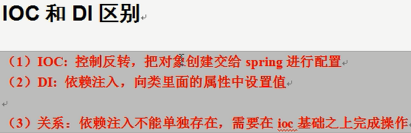 IOC 和 DI 区别
（1）IOC: 控制反转，把对象创建交给 spring 进行配置
（2）DI: 依赖注入，向类里面的属性中设置值
（3）关系：依赖注入不能单独存在，需要在 ioc 基础之上完成操作